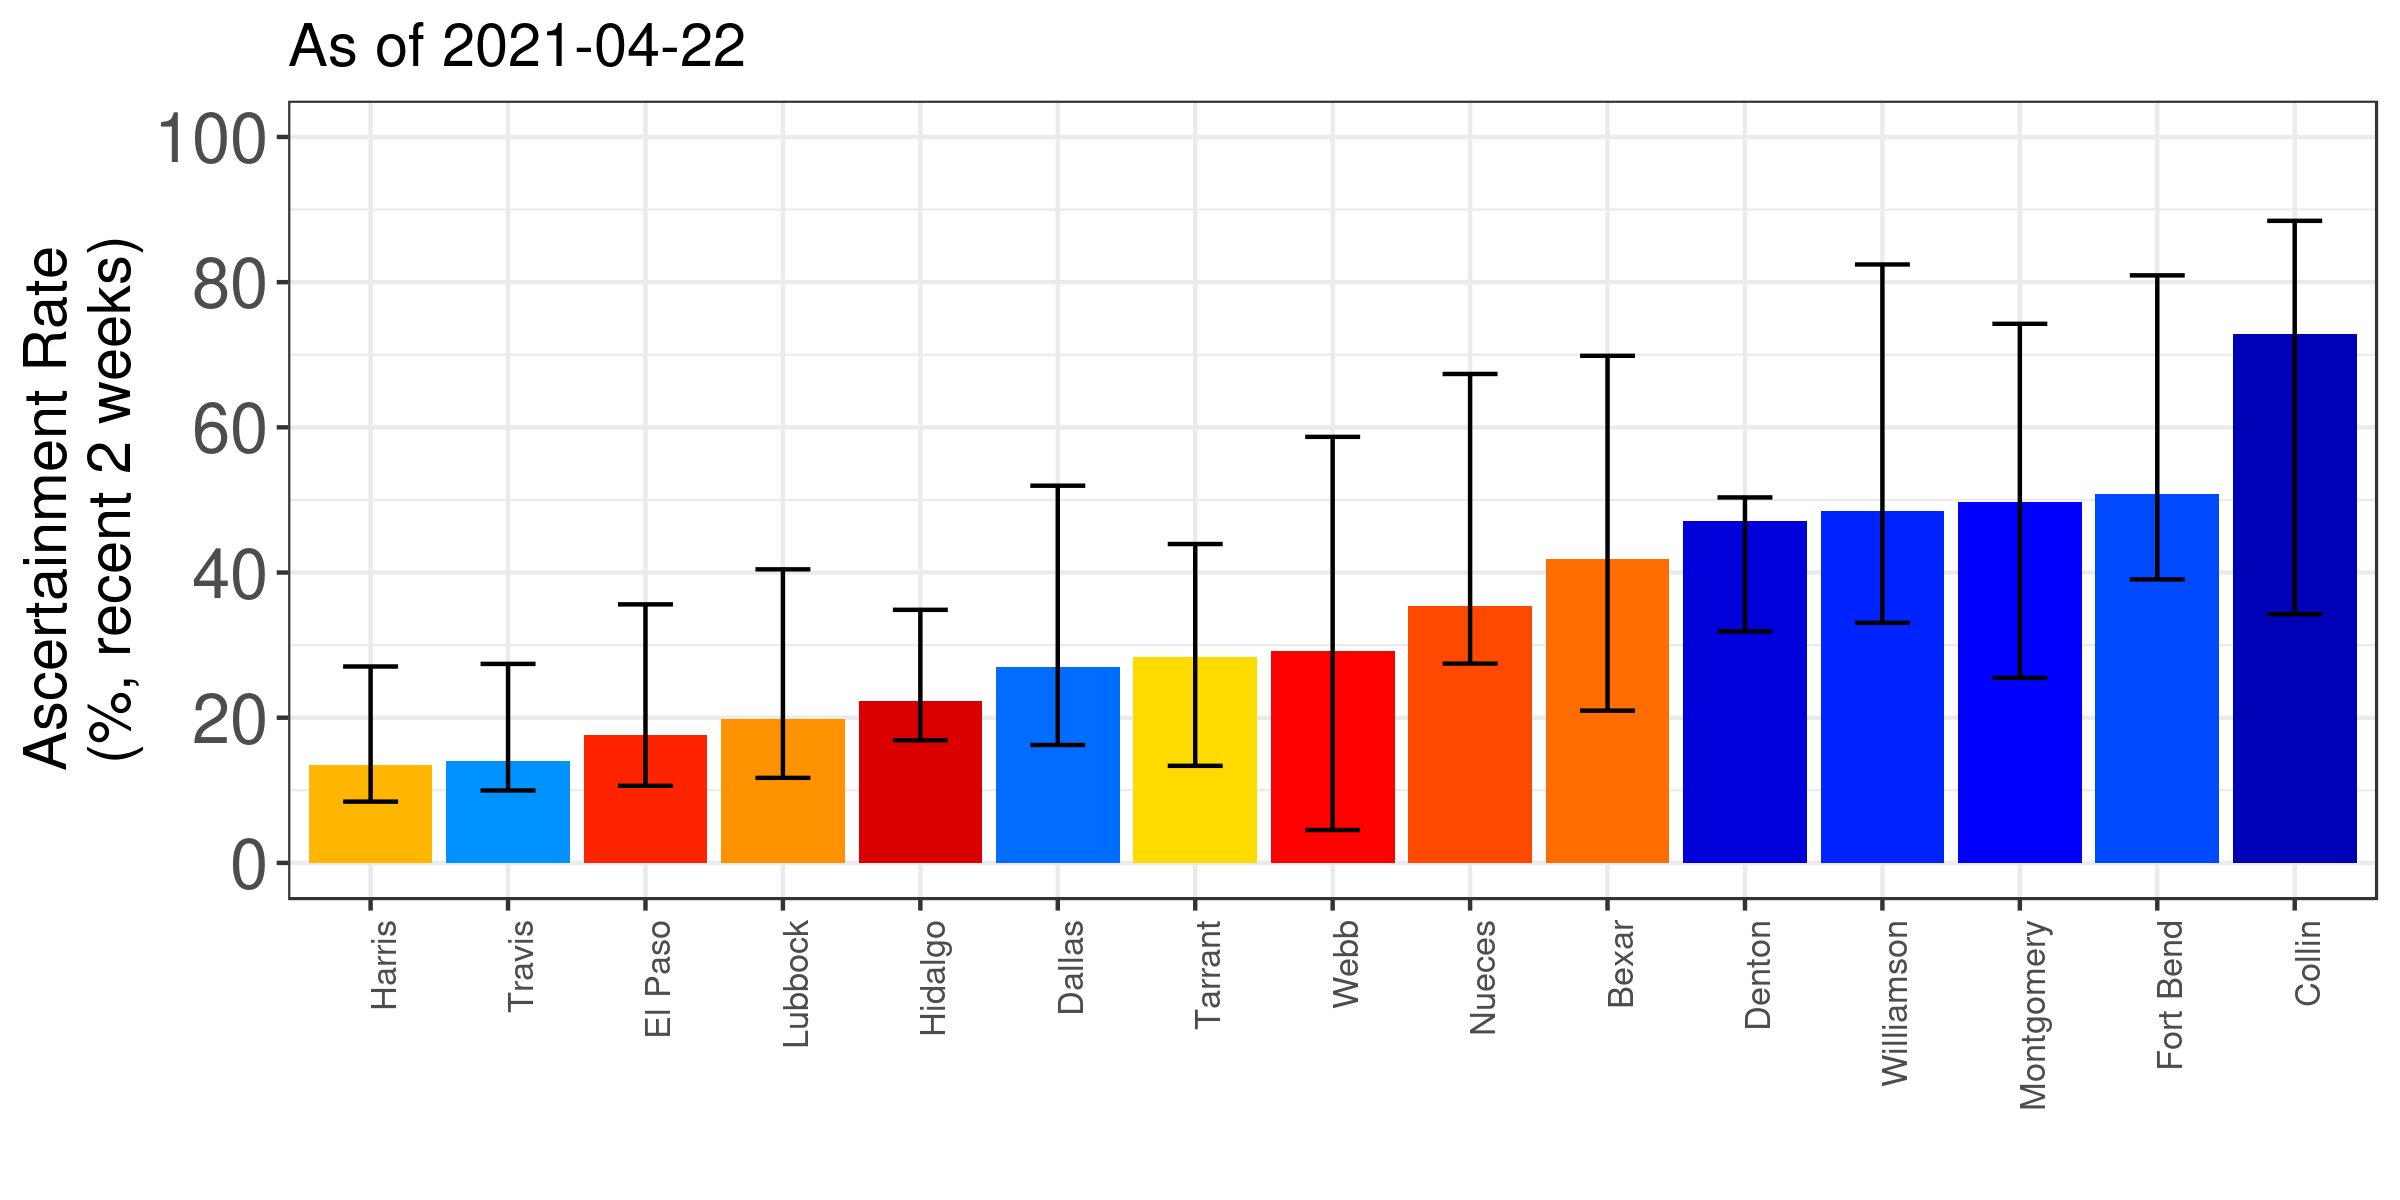 As of 2021-04-22
Ascertainment Rate
(%, recent 2 weeks)
100
80
60
40
20
0
Harris
Travis
El Paso
Lubbock
Hidalgo
Dallas
Tarrant
Webb
Nueces
Bexar
Denton
Williamson
Montgomery
Fort Bend
Collin